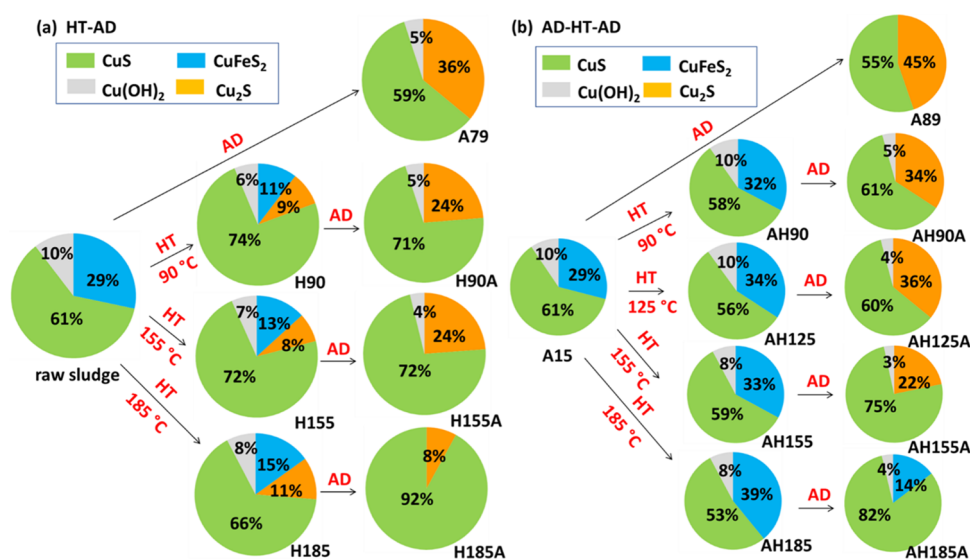 (a) HT-AD
CuS
CuFeS₂
Cu(OH)₂
Cu₂S
5%
36%
59%
A79
AD
6%
11%
9%
74%
H90
HT
90 °C
AD
5%
24%
71%
H90A
10%
29%
61%
raw sludge
HT
155 °C
7%
13%
8%
72%
H155
AD
4%
24%
72%
H155A
HT
185 °C
8%
15%
11%
66%
H185
AD
8%
92%
H185A
(b) AD-HT-AD
CuS
CuFeS₂
Cu(OH)₂
Cu₂S
55%
45%
A89
AD
HT
90 °C
10%
32%
58%
AH90
AD
5%
34%
61%
AH90A
10%
29%
61%
A15
HT
125 °C
10%
34%
56%
AH125
AD
4%
36%
60%
AH125A
HT
155 °C
8%
33%
59%
AH155
AD
3%
22%
75%
AH155A
HT
185 °C
8%
39%
53%
AH185
AD
4%
14%
82%
AH185A